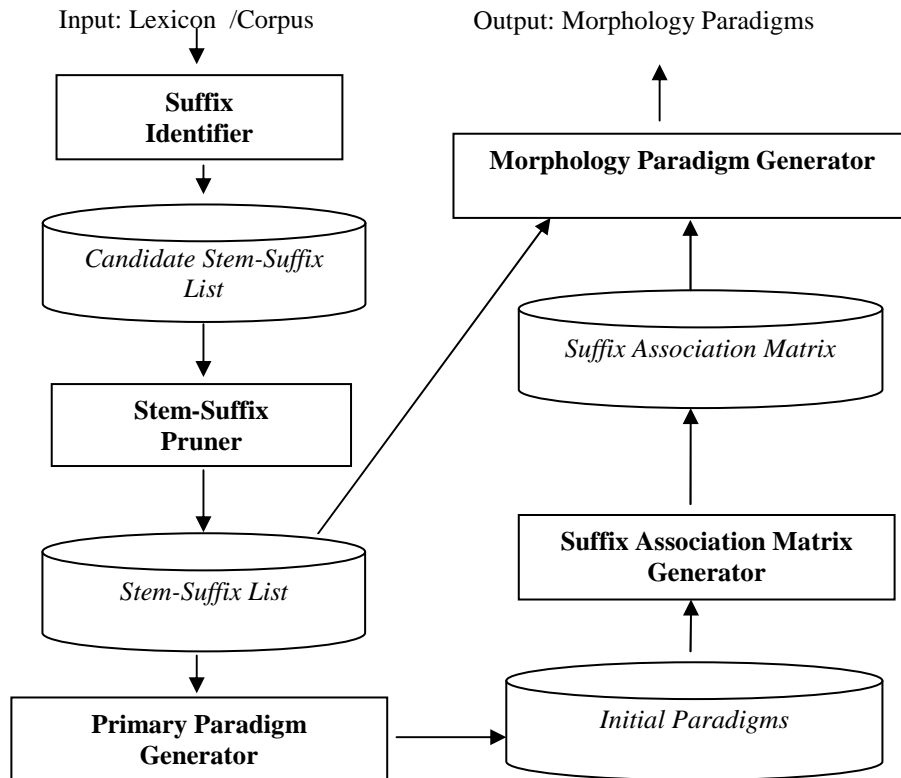 Input: Lexicon /Corpus
Output: Morphology Paradigms
Suffix
Identifier
Morphology Paradigm Generator
Candidate Stem-Suffix
List
Suffix Association Matrix
Stem-Suffix
Pruner
Suffix Association Matrix
Generator
Stem-Suffix List
Primary Paradigm
Generator
Initial Paradigms